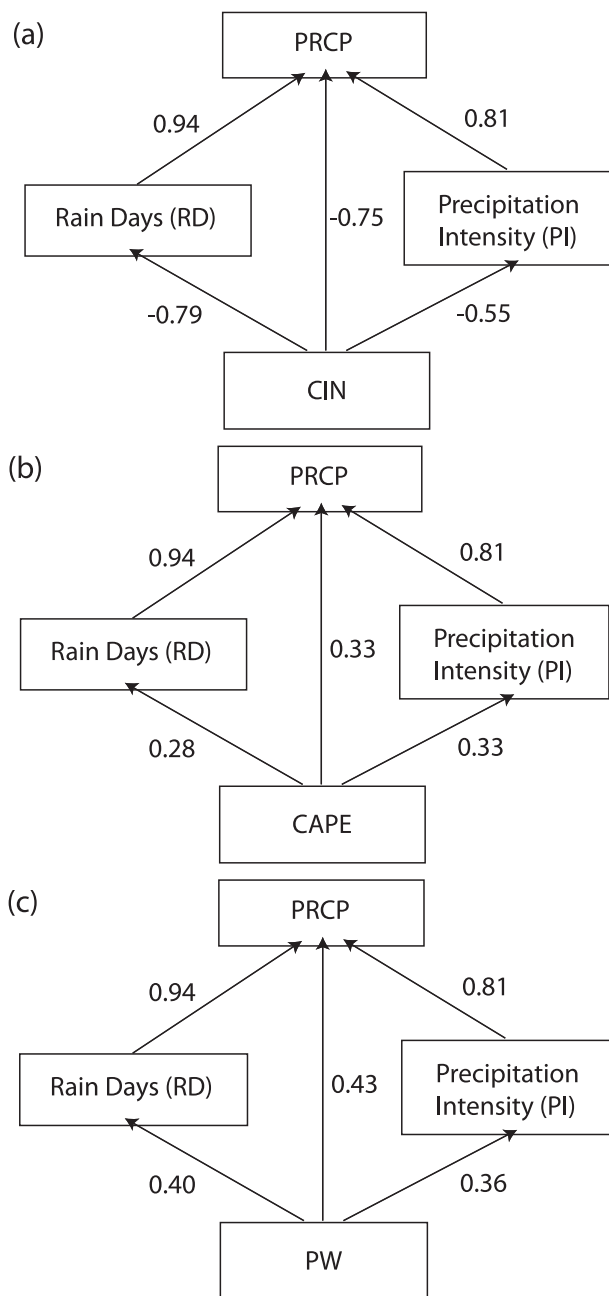 (a)
PRCP
0.94
0.81
Rain Days (RD)
-0.75
Precipitation
Intensity (PI)
-0.79
-0.55
CIN
(b)
PRCP
0.94
0.81
Rain Days (RD)
0.33
Precipitation
Intensity (PI)
0.28
0.33
CAPE
(c)
PRCP
0.94
0.81
Rain Days (RD)
0.43
Precipitation
Intensity (PI)
0.40
0.36
PW